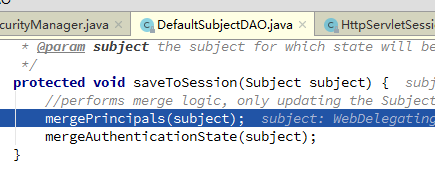 curityManager.java
DefaultSubjectDAO.java
HttpServletSessi
* @param subject the subject for which state will be
*/
protected void saveToSession(Subject subject) {
//performs merge logic, only updating the Subject
mergePrincipals(subject); subject: WebDelegating
mergeAuthenticationState(subject);
}